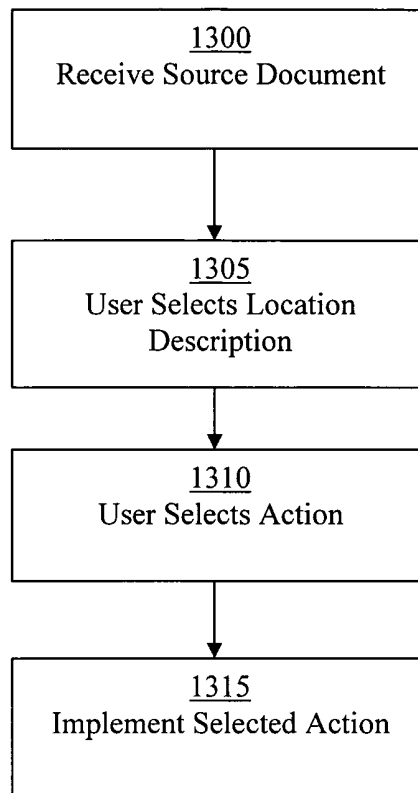 1300
Receive Source Document
1305
User Selects Location
Description
1310
User Selects Action
1315
Implement Selected Action